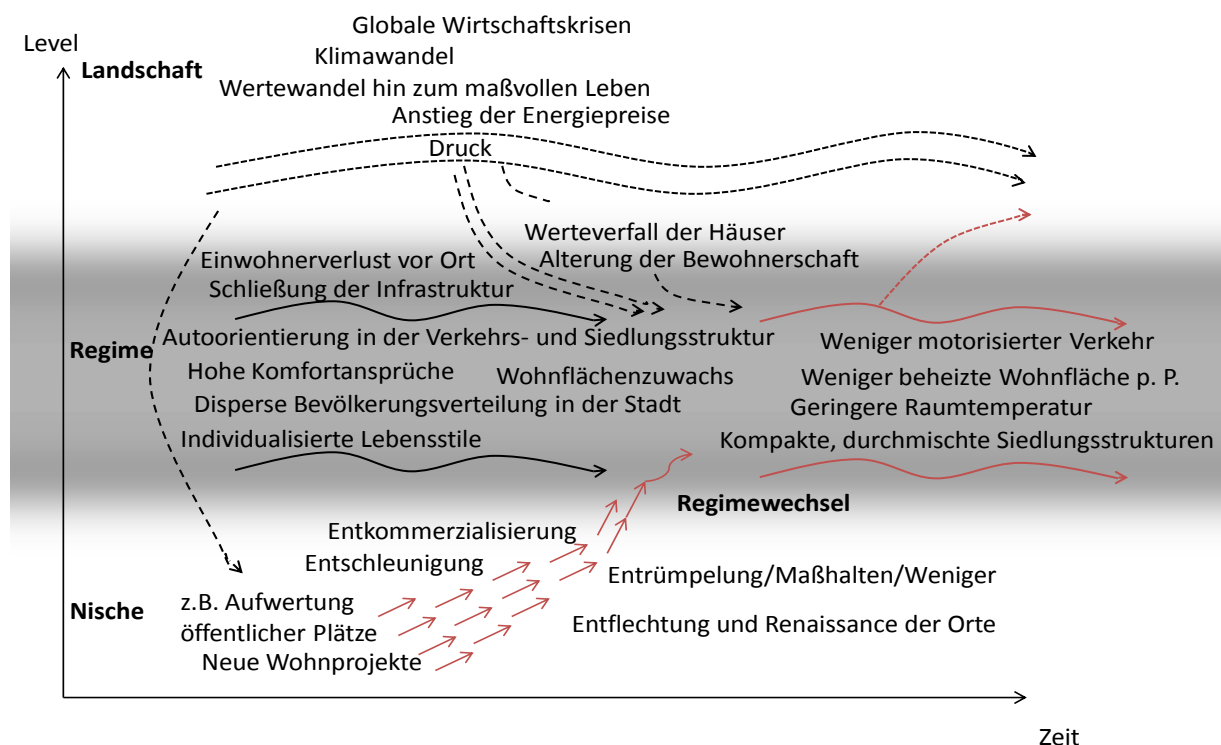 Globale Wirtschaftskrisen
Level
Klimawandel
Landschaft
Wertewandel hin zum maßvollen Leben
Anstieg der Energiepreise
Druck
Werteverfall der Häuser
Einwohnerverlust vor Ort
Alterung der Bewohnerschaft
Schließung der Infrastruktur
Autoorientierung in der Verkehrs- und Siedlungsstruktur
Weniger motorisierter Verkehr
Regime
Hohe Komfortansprüche
Wohnflächenzuwachs
Weniger beheizte Wohnfläche p. P.
Disperse Bevölkerungsverteilung in der Stadt
Geringere Raumtemperatur
Individualisierte Lebensstile
Kompakte, durchmischte Siedlungsstrukturen
Regimewechsel
Entkommerzialisierung
Entschleunigung
Entrümpelung/Maßhalten/Weniger
Nische
z.B. Aufwertung
öffentlicher Plätze
Entflechtung und Renaissance der Orte
Neue Wohnprojekte
Zeit